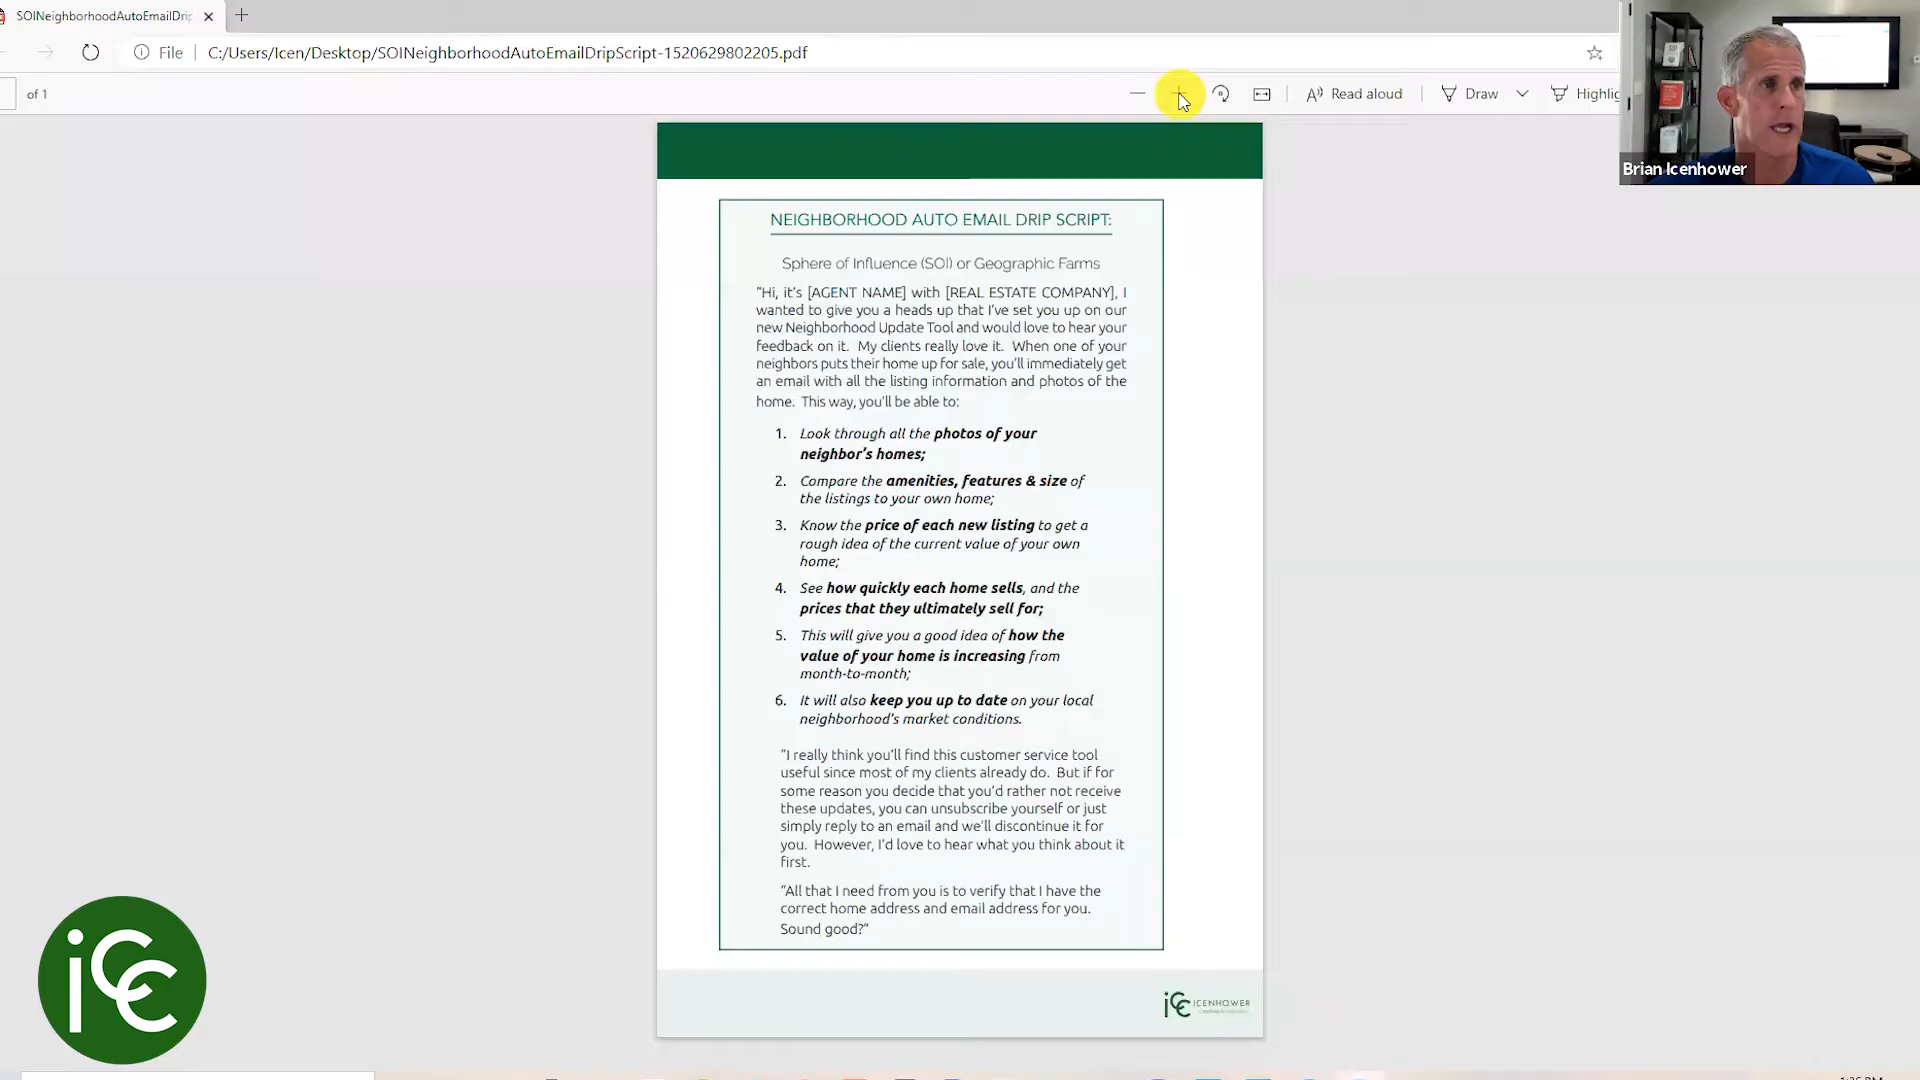 SOINeighborhoodAutoEmailDrip
File C:/Users/Icen/Desktop/SOINeighborhoodAutoEmailDripScript-1520629802205.pdf
of 1
Read aloud
Draw
Highlig
Brian Icenhower
NEIGHBORHOOD AUTO EMAIL DRIP SCRIPT:
Sphere of Influence (SOI) or Geographic Farms
"Hi, it's [AGENT NAME] with [REAL ESTATE COMPANY], I
wanted to give you a heads up that I've set you up on our
new Neighborhood Update Tool and would love to hear your
feedback on it. My clients really love it. When one of your
neighbors puts their home up for sale, you'll immediately get
an email with all the listing information and photos of the
home. This way, you'll be able to:
1. Look through all the photos of your
neighbor's homes;
2. Compare the amenities, features & size of
the listings to your own home;
3. Know the price of each new listing to get a
rough idea of the current value of your own
home;
4. See how quickly each home sells, and the
prices that they ultimately sell for;
5. This will give you a good idea of how the
value of your home is increasing from
month-to-month;
6. It will also keep you up to date on your local
neighborhood's market conditions.
"I really think you'll find this customer service tool
useful since most of my clients already do. But if for
some reason you decide that you'd rather not receive
these updates, you can unsubscribe yourself or just
simply reply to an email and we'll discontinue it for
you. However, I'd love to hear what you think about it
first.
"All that I need from you is to verify that I have the
correct home address and email address for you.
Sound good?"
iCC ICENHOWER
iCC